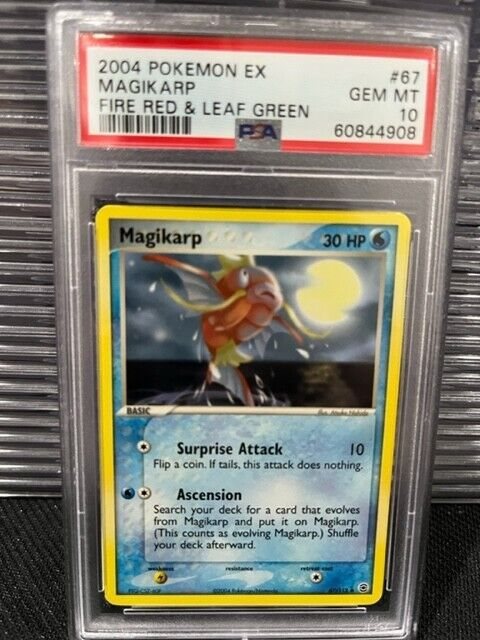 2004 POKEMON EX #67
MAGIKARP GEM MT
FIRE RED & LEAF GREEN 10
PSA 60844908
Magikarp 30 HP
BASIC
Surprise Attack 10
Flip a coin. If tails, this attack does nothing.
Ascension
Search your deck for a card that evolves
from Magikarp and put it on Magikarp.
(This counts as evolving Magikarp.) Shuffle
your deck afterward.
weakness resistance retreat cost
©2004 Pokémon/Nintendo